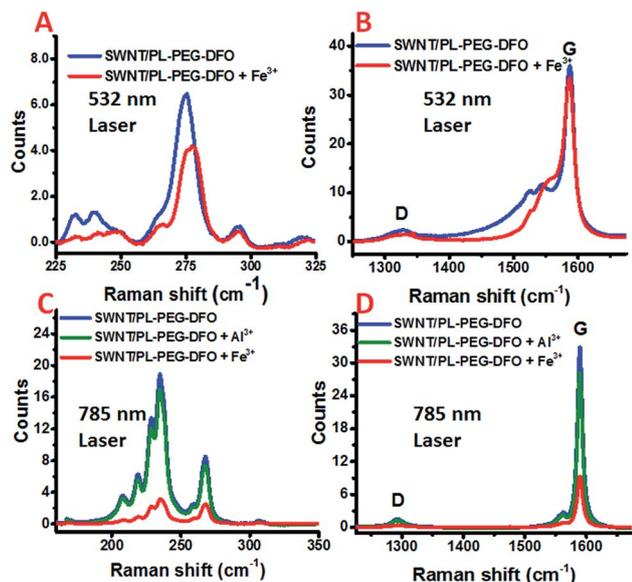 A
8.0
6.0
4.0
2.0
0.0
Counts
SWNT/PL-PEG-DFO
SWNT/PL-PEG-DFO + Fe³⁺
532 nm
Laser
225 250 275 300 325
Raman shift (cm⁻¹)
B
40
30
20
10
0
Counts
SWNT/PL-PEG-DFO
SWNT/PL-PEG-DFO + Fe³⁺
G
532 nm
Laser
D
1300 1400 1500 1600
Raman shift (cm⁻¹)
C
24
20
16
12
8
4
0
Counts
SWNT/PL-PEG-DFO
SWNT/PL-PEG-DFO + Al³⁺
SWNT/PL-PEG-DFO + Fe³⁺
785 nm
Laser
200 250 300 350
Raman shift (cm⁻¹)
D
36
30
24
18
12
6
0
Counts
SWNT/PL-PEG-DFO
SWNT/PL-PEG-DFO + Al³⁺
SWNT/PL-PEG-DFO + Fe³⁺
G
785 nm
Laser
D
1300 1400 1500 1600
Raman shift (cm⁻¹)